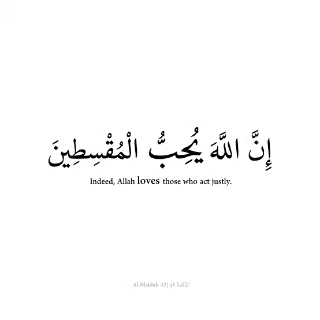 إِنَّ اللَّهَ يُحِبُّ الْمُقْسِطِينَ
Indeed, Allah loves those who act justly.